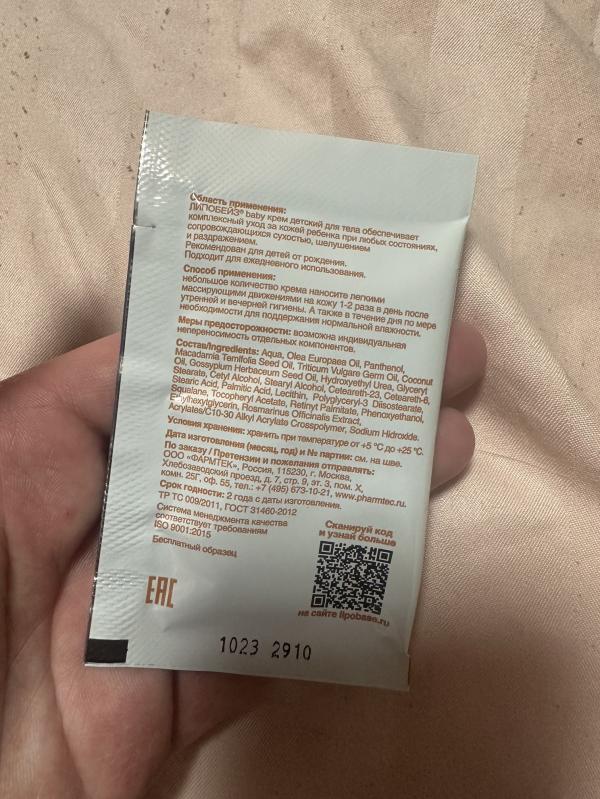 Область применения:
ЛИПОБЕЙЗ® baby крем детский для тела обеспечивает
комплексный уход за кожей ребенка при любых состояниях,
сопровождающихся сухостью, шелушением
и раздражением.
Рекомендован для детей от рождения.
Подходит для ежедневного использования.
Способ применения:
небольшое количество крема наносите легкими
массирующими движениями на кожу 1-2 раза в день после
утренней и вечерней гигиены. А также в течение дня по мере
необходимости для поддержания нормальной влажности.
Меры предосторожности: возможна индивидуальная
непереносимость отдельных компонентов.
Состав/Ingredients: Aqua, Olea Europaea Oil, Panthenol,
Macadamia Ternifolia Seed Oil, Triticum Vulgare Germ Oil, Coconut
Oil, Gossypium Herbaceum Seed Oil, Hydroxyethyl Urea, Glyceryl
Stearate, Cetyl Alcohol, Stearyl Alcohol, Ceteareth-23, Ceteareth-6,
Stearic Acid, Palmitic Acid, Lecithin, Polyglyceryl-3 Diisostearate,
Squalane, Tocopheryl Acetate, Retinyl Palmitate, Phenoxyethanol,
Ethylhexylglycerin, Rosmarinus Officinalis Extract,
Acrylates/C10-30 Alkyl Acrylate Crosspolymer, Sodium Hidroxide.
Условия хранения: хранить при температуре от +5 °С до +25 °С.
Дата изготовления (месяц, год) и № партии: см. на шве.
По заказу / Претензии и пожелания отправлять:
ООО «ФАРМТЕК», Россия, 115230, г. Москва,
Хлебозаводский проезд, д. 7, стр. 9, эт. 3, пом. X,
комн. 25Г, оф. 55, тел.: +7 (495) 673-10-21, www.pharmtec.ru.
Срок годности: 2 года с даты изготовления.
ТР ТС 009/2011, ГОСТ 31460-2012
Система менеджмента качества
соответствует требованиям
ISO 9001:2015
Бесплатный образец
Сканируй код
и узнай больше
на сайте lipobase.ru
EAC
1023 2910